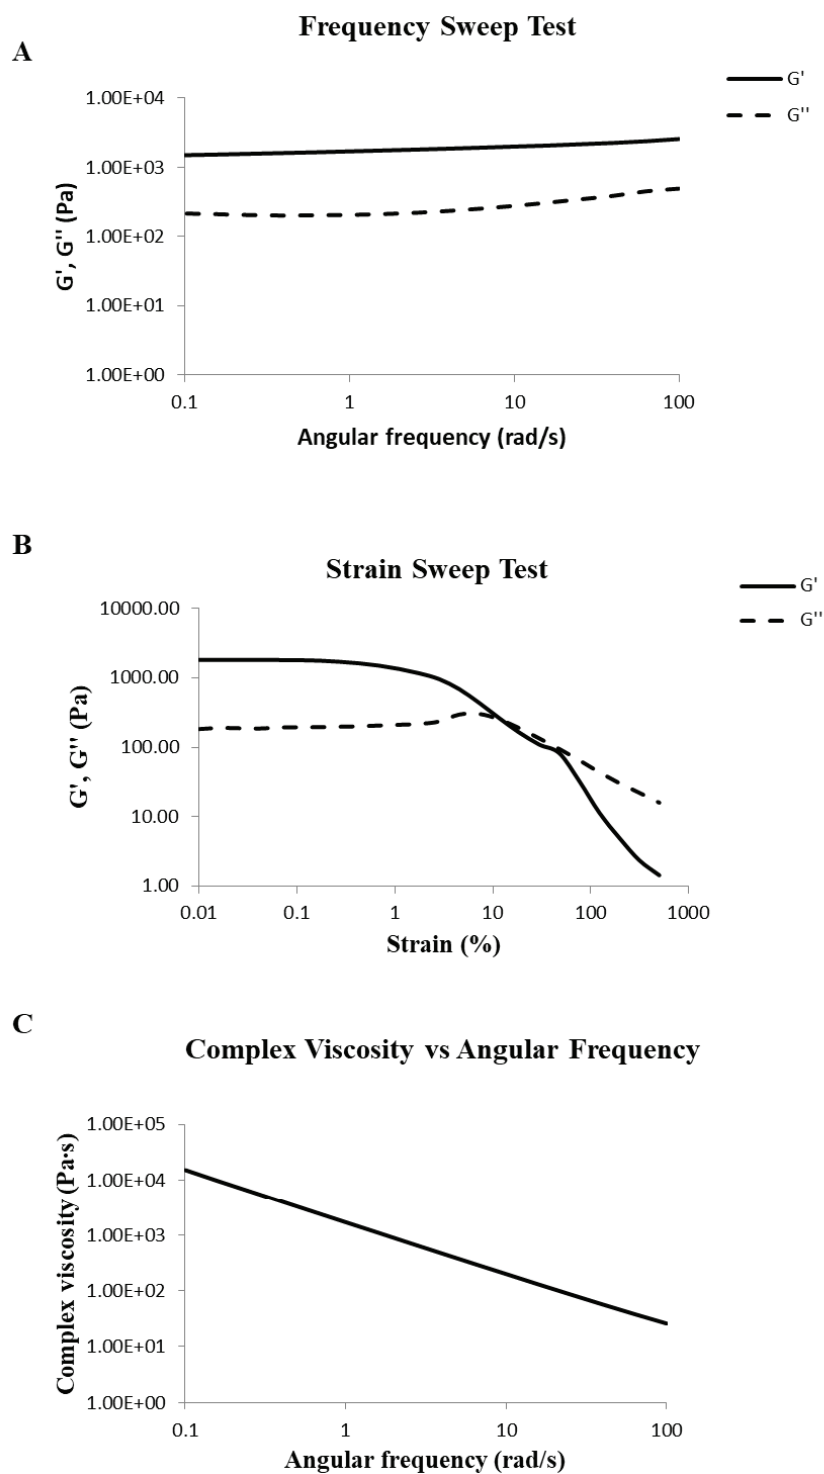 Frequency Sweep Test
A
G'
G''
1.00E+04
1.00E+03
1.00E+02
1.00E+01
1.00E+00
G', G'' (Pa)
0.1 1 10 100
Angular frequency (rad/s)
B
Strain Sweep Test
G'
G''
10000.00
1000.00
100.00
10.00
1.00
G', G'' (Pa)
0.01 0.1 1 10 100 1000
Strain (%)
C
Complex Viscosity vs Angular Frequency
1.00E+05
1.00E+04
1.00E+03
1.00E+02
1.00E+01
1.00E+00
Complex viscosity (Pa·s)
0.1 1 10 100
Angular frequency (rad/s)